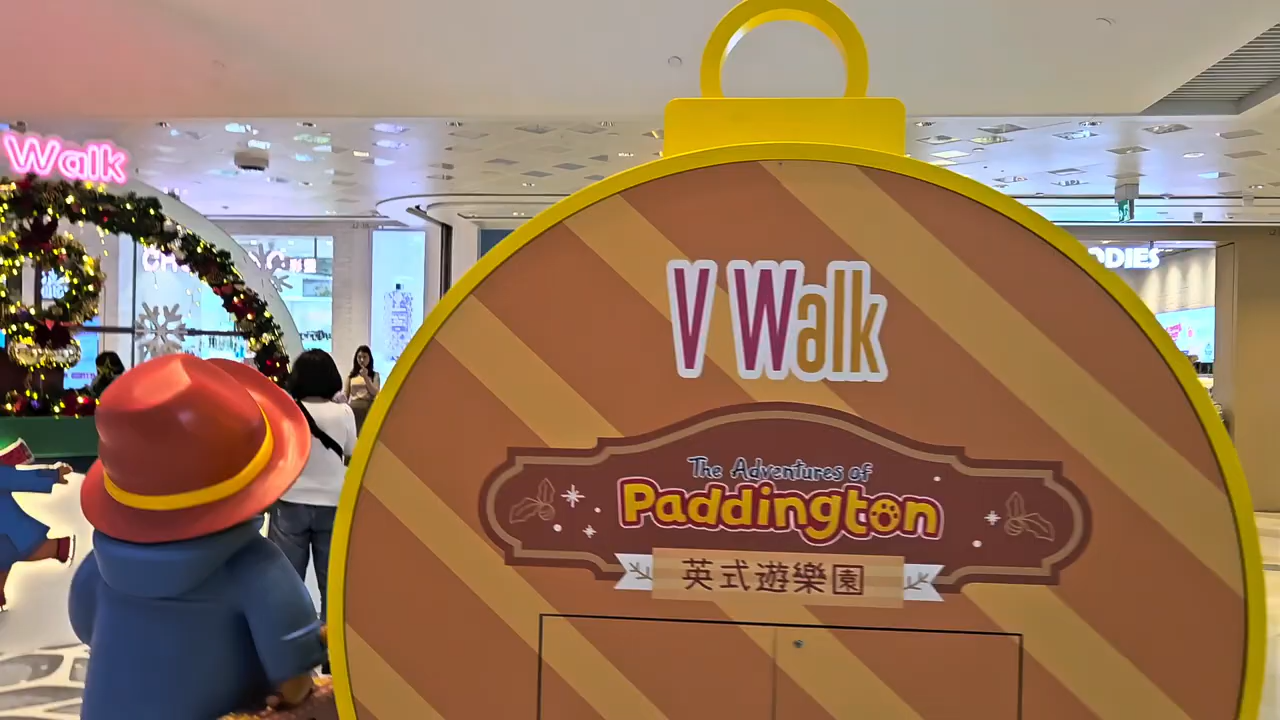 Walk
V Walk
ODIES
The Adventures of
Paddington
英式遊樂園